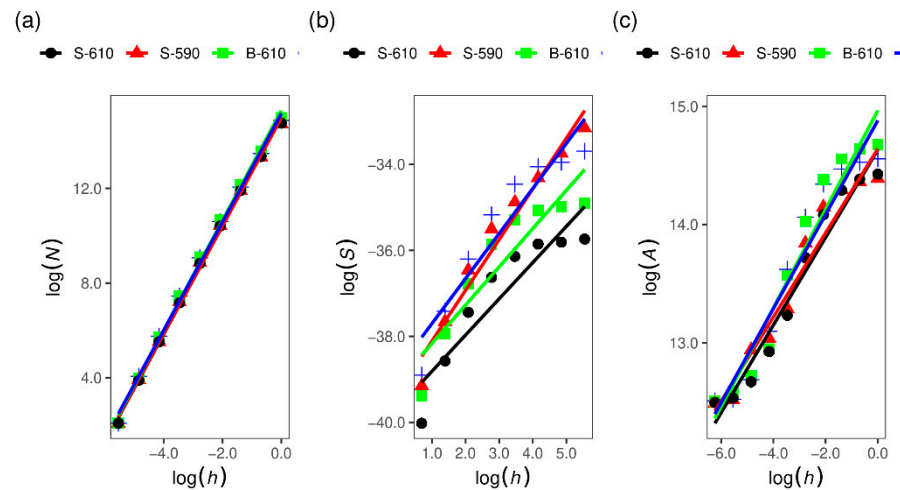 (a) (b) (c)
S-610 S-590 B-610 S-610 S-590 B-610 S-610 S-590 B-610
log(N)
12.0
8.0
4.0
−4.0 −2.0 0.0
log(h)
log(S)
−34.0
−36.0
−38.0
−40.0
1.0 2.0 3.0 4.0 5.0
log(h)
log(A)
15.0
14.0
13.0
−6.0 −4.0 −2.0 0.0
log(h)